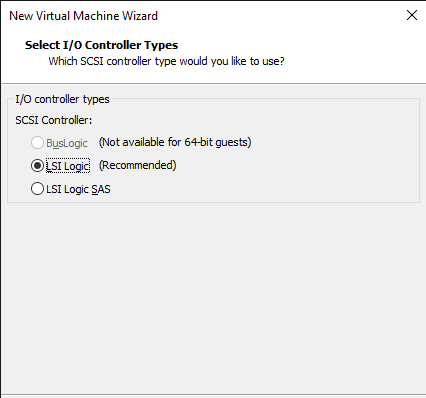 New Virtual Machine Wizard
Select I/O Controller Types
Which SCSI controller type would you like to use?
I/O controller types
SCSI Controller:
BusLogic (Not available for 64-bit guests)
LSI Logic (Recommended)
LSI Logic SAS